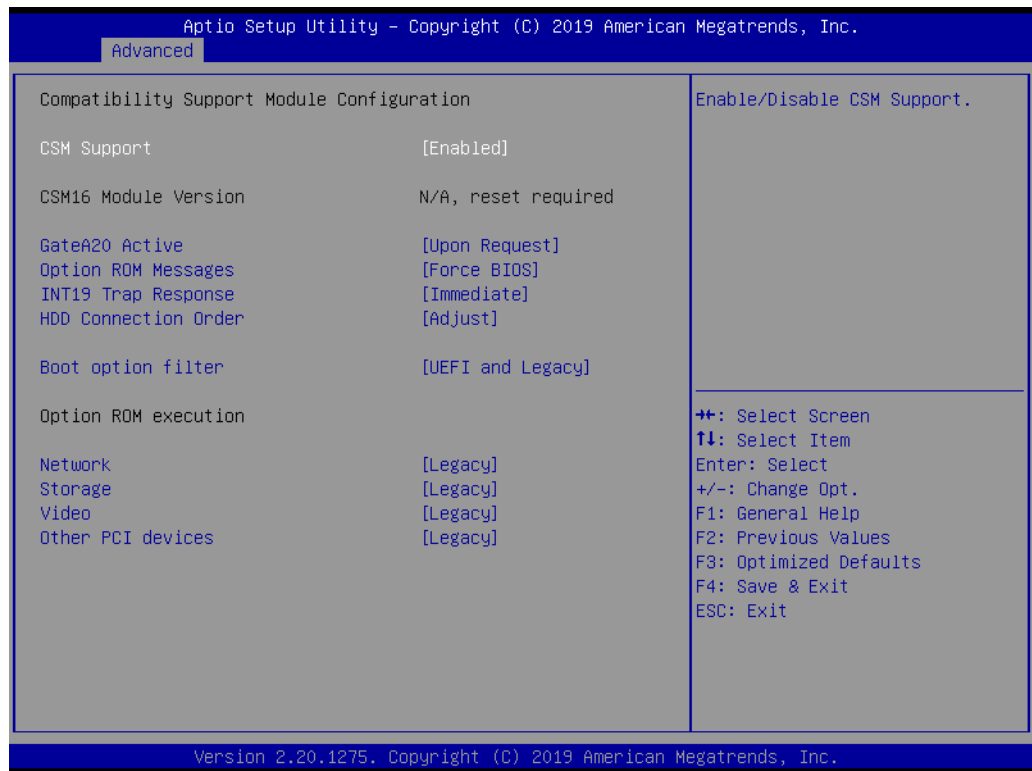 Aptio Setup Utility – Copyright (C) 2019 American Megatrends, Inc.
Advanced
Compatibility Support Module Configuration
CSM Support [Enabled]
CSM16 Module Version N/A, reset required
GateA20 Active [Upon Request]
Option ROM Messages [Force BIOS]
INT19 Trap Response [Immediate]
HDD Connection Order [Adjust]
Boot option filter [UEFI and Legacy]
Option ROM execution
Network [Legacy]
Storage [Legacy]
Video [Legacy]
Other PCI devices [Legacy]
Enable/Disable CSM Support.
→←: Select Screen
↑↓: Select Item
Enter: Select
+/-: Change Opt.
F1: General Help
F2: Previous Values
F3: Optimized Defaults
F4: Save & Exit
ESC: Exit
Version 2.20.1275. Copyright (C) 2019 American Megatrends, Inc.